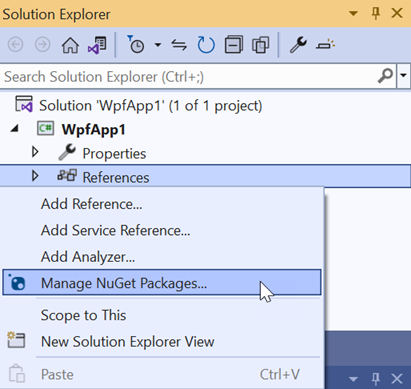 Solution Explorer
Search Solution Explorer (Ctrl+;)
Solution 'WpfApp1' (1 of 1 project)
C# WpfApp1
Properties
References
Add Reference...
Add Service Reference...
Add Analyzer...
Manage NuGet Packages...
Scope to This
New Solution Explorer View
Paste Ctrl+V